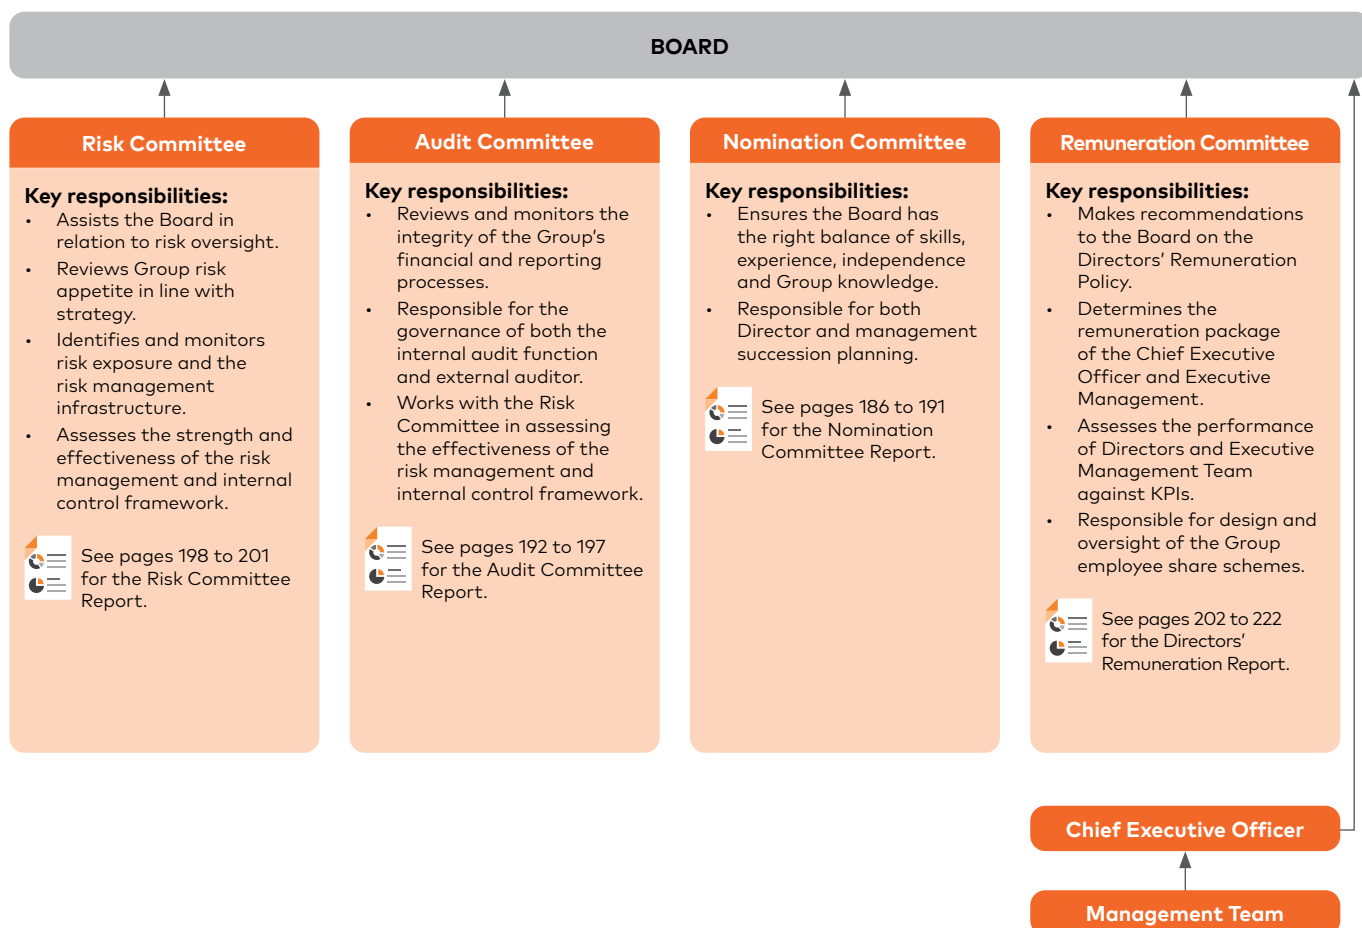 BOARD
Risk Committee
Key responsibilities:
• Assists the Board in
relation to risk oversight.
• Reviews Group risk
appetite in line with
strategy.
• Identifies and monitors
risk exposure and the
risk management
infrastructure.
• Assesses the strength and
effectiveness of the risk
management and internal
control framework.
See pages 198 to 201
for the Risk Committee
Report.
Audit Committee
Key responsibilities:
• Reviews and monitors the
integrity of the Group’s
financial and reporting
processes.
• Responsible for the
governance of both the
internal audit function
and external auditor.
• Works with the Risk
Committee in assessing
the effectiveness of the
risk management and
internal control framework.
See pages 192 to 197
for the Audit Committee
Report.
Nomination Committee
Key responsibilities:
• Ensures the Board has
the right balance of skills,
experience, independence
and Group knowledge.
• Responsible for both
Director and management
succession planning.
See pages 186 to 191
for the Nomination
Committee Report.
Remuneration Committee
Key responsibilities:
• Makes recommendations
to the Board on the
Directors’ Remuneration
Policy.
• Determines the
remuneration package
of the Chief Executive
Officer and Executive
Management.
• Assesses the performance
of Directors and Executive
Management Team
against KPIs.
• Responsible for design and
oversight of the Group
employee share schemes.
See pages 202 to 222
for the Directors’
Remuneration Report.
Chief Executive Officer
Management Team